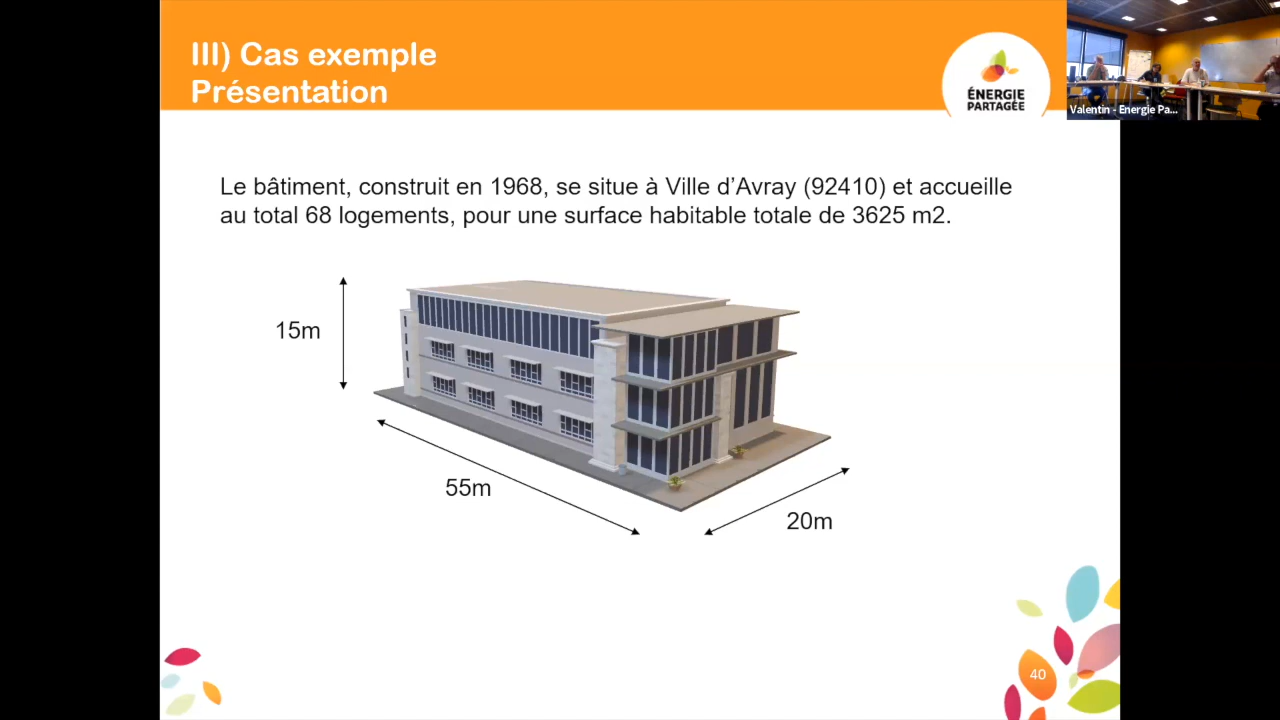 III) Cas exemple
Présentation
ÉNERGIE
PARTAGÉE
Valentin - Energie Pa...
Le bâtiment, construit en 1968, se situe à Ville d’Avray (92410) et accueille
au total 68 logements, pour une surface habitable totale de 3625 m2.
15m
55m
20m
40